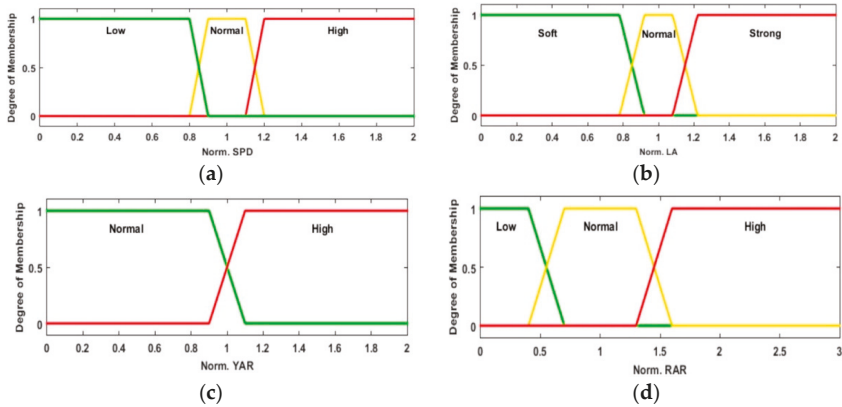 Degree of Membership
1
0.5
0
Low
Normal
High
0 0.2 0.4 0.6 0.8 1 1.2 1.4 1.6 1.8 2
Norm. SPD
(a)
Degree of Membership
1
0.5
0
Soft
Normal
Strong
0 0.2 0.4 0.6 0.8 1 1.2 1.4 1.6 1.8 2
Norm. LA
(b)
Degree of Membership
1
0.5
0
Normal
High
0 0.2 0.4 0.6 0.8 1 1.2 1.4 1.6 1.8 2
Norm. YAR
(c)
Degree of Membership
1
0.5
0
Low
Normal
High
0 0.5 1 1.5 2 2.5 3
Norm. RAR
(d)